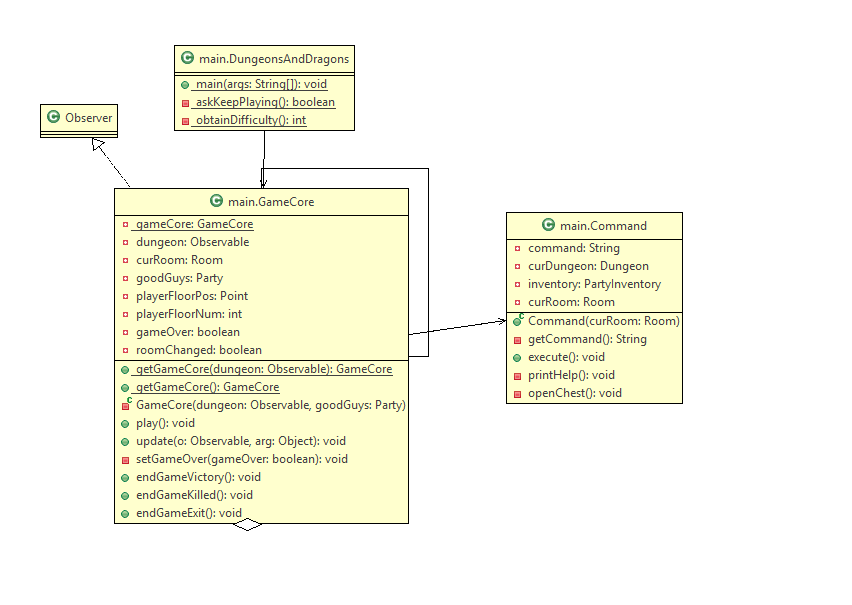 main.DungeonsAndDragons
main(args: String[]): void
askKeepPlaying(): boolean
obtainDifficulty(): int
Observer
main.GameCore
gameCore: GameCore
dungeon: Observable
curRoom: Room
goodGuys: Party
playerFloorPos: Point
playerFloorNum: int
gameOver: boolean
roomChanged: boolean
getGameCore(dungeon: Observable): GameCore
getGameCore(): GameCore
GameCore(dungeon: Observable, goodGuys: Party)
play(): void
update(o: Observable, arg: Object): void
setGameOver(gameOver: boolean): void
endGameVictory(): void
endGameKilled(): void
endGameExit(): void
main.Command
command: String
curDungeon: Dungeon
inventory: PartyInventory
curRoom: Room
Command(curRoom: Room)
getCommand(): String
execute(): void
printHelp(): void
openChest(): void